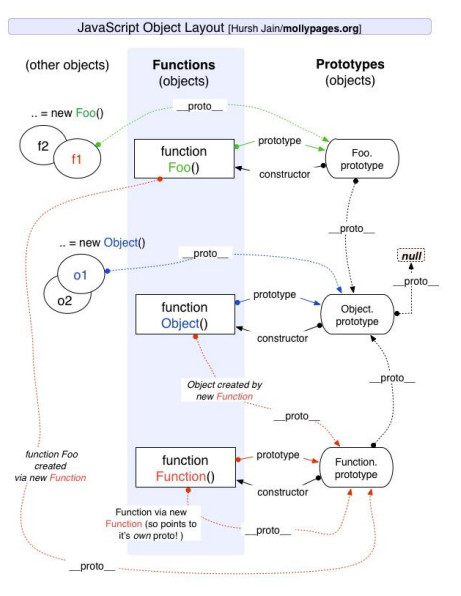 JavaScript Object Layout [Hursh Jain/mollypages.org]
(other objects)
Functions
(objects)
Prototypes
(objects)
.. = new Foo()
__proto__
f2
f1
function
Foo()
prototype
constructor
Foo.
prototype
__proto__
.. = new Object()
__proto__
null
__proto__
o1
o2
function
Object()
prototype
constructor
Object.
prototype
Object created by
new Function
__proto__
__proto__
function Foo
created
via new Function
function
Function()
prototype
constructor
Function.
prototype
Function via new
Function (so points to
it's own proto! )
__proto__
__proto__